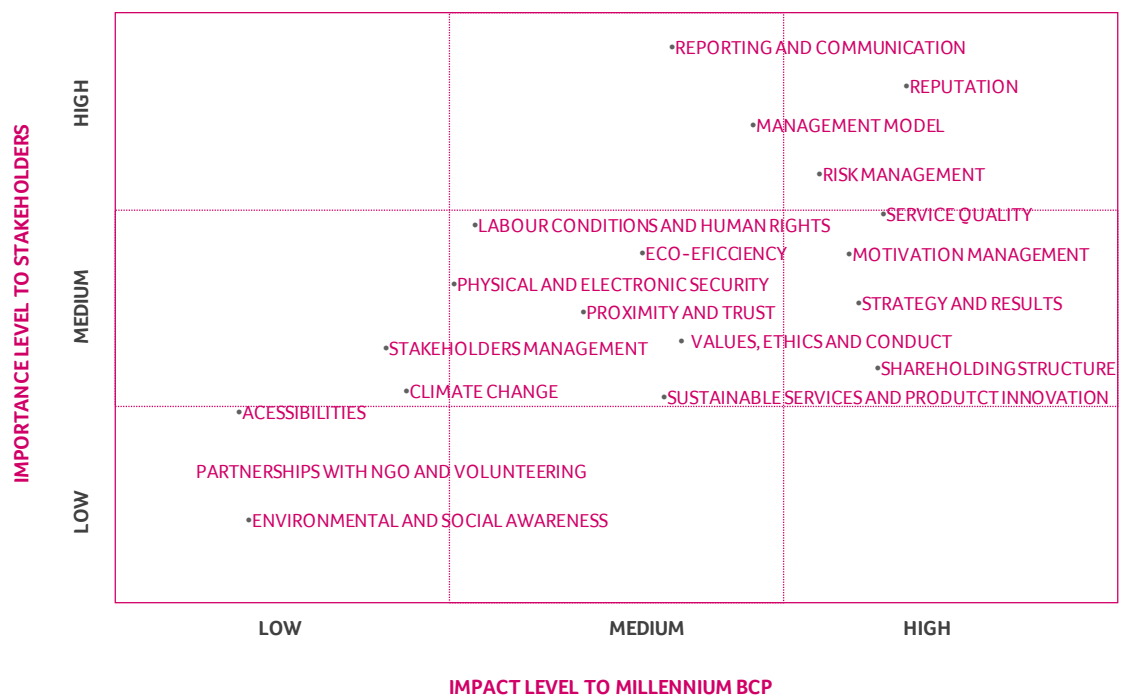 IMPORTANCE LEVEL TO STAKEHOLDERS
HIGH
MEDIUM
LOW
•REPORTING AND COMMUNICATION
•REPUTATION
•MANAGEMENT MODEL
•RISK MANAGEMENT
•SERVICE QUALITY
•LABOUR CONDITIONS AND HUMAN RIGHTS
•ECO-EFICCIENCY
•MOTIVATION MANAGEMENT
•PHYSICAL AND ELECTRONIC SECURITY
•STRATEGY AND RESULTS
•PROXIMITY AND TRUST
• VALUES, ETHICS AND CONDUCT
•STAKEHOLDERS MANAGEMENT
•SHAREHOLDING STRUCTURE
•CLIMATE CHANGE
•SUSTAINABLE SERVICES AND PRODUTCT INNOVATION
•ACESSIBILITIES
PARTNERSHIPS WITH NGO AND VOLUNTEERING
•ENVIRONMENTAL AND SOCIAL AWARENESS
LOW
MEDIUM
HIGH
IMPACT LEVEL TO MILLENNIUM BCP